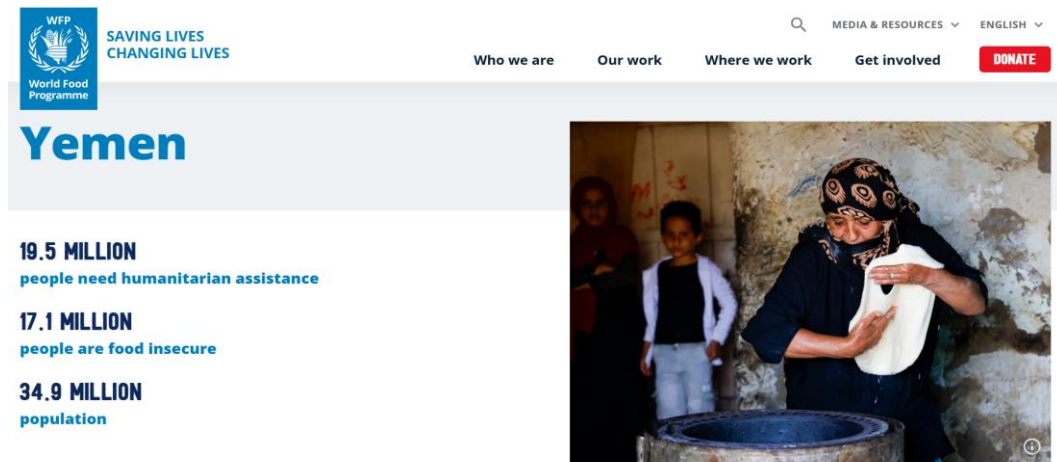 WFP
World Food
Programme
SAVING LIVES
CHANGING LIVES
MEDIA & RESOURCES
ENGLISH
Who we are
Our work
Where we work
Get involved
DONATE
Yemen
19.5 MILLION
people need humanitarian assistance
17.1 MILLION
people are food insecure
34.9 MILLION
population